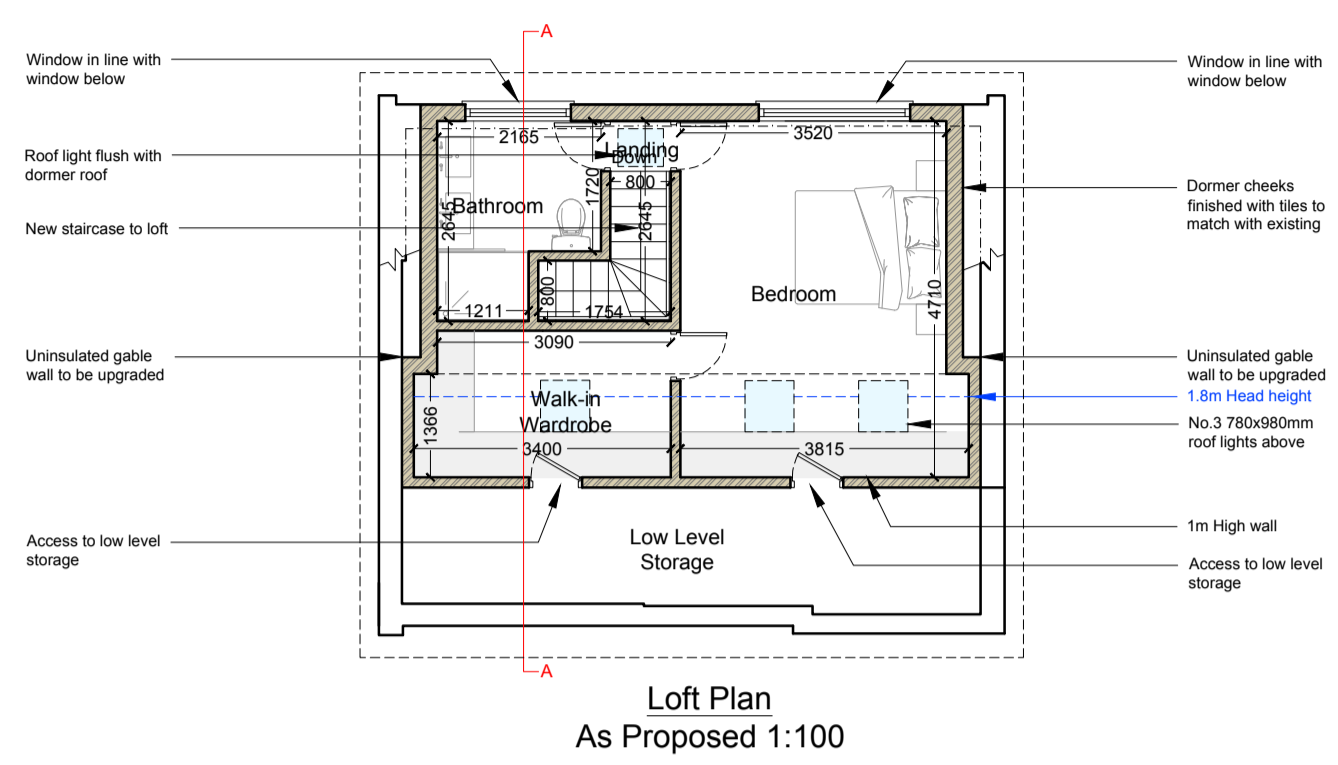 A
Window in line with
window below
Window in line with
window below
Roof light flush with
dormer roof
2165
Landing
Down
3520
800
1720
Dormer cheeks
finished with tiles to
match with existing
New staircase to loft
Bathroom
2645
2645
800
1211
1754
Bedroom
4710
3090
Uninsulated gable
wall to be upgraded
Uninsulated gable
wall to be upgraded
1.8m Head height
Walk-in
Wardrobe
1366
3400
3815
No.3 780x980mm
roof lights above
1m High wall
Access to low level
storage
Low Level
Storage
Access to low level
storage
A
Loft Plan
As Proposed 1:100